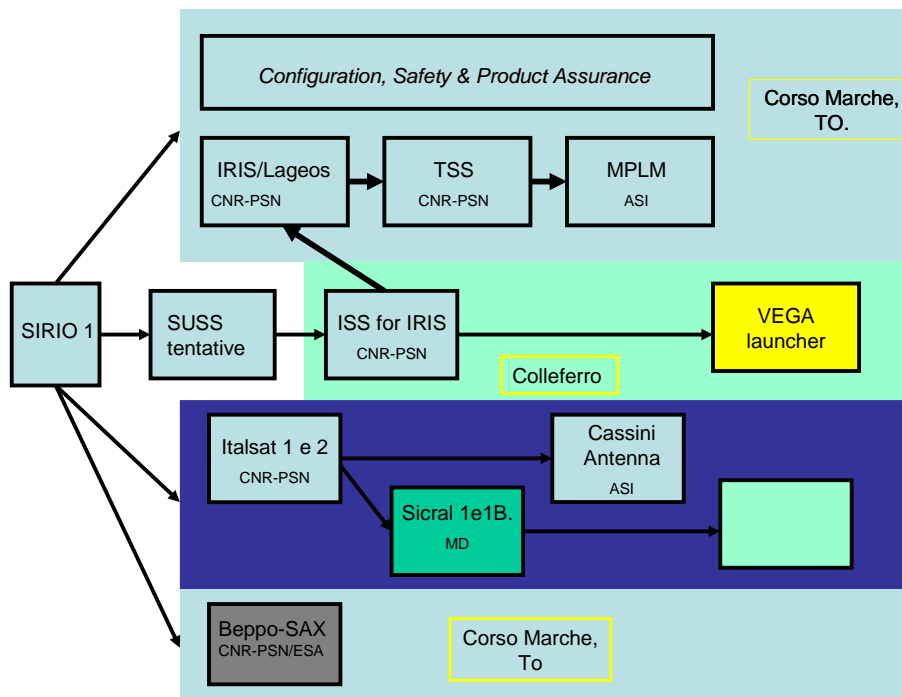 Configuration, Safety & Product Assurance
Corso Marche,
TO.
IRIS/Lageos
CNR-PSN
TSS
CNR-PSN
MPLM
ASI
SIRIO 1
SUSS
tentative
ISS for IRIS
CNR-PSN
VEGA
launcher
Colleferro
Italsat 1 e 2
CNR-PSN
Cassini
Antenna
ASI
Sicral 1e1B.
MD
Beppo-SAX
CNR-PSN/ESA
Corso Marche,
To